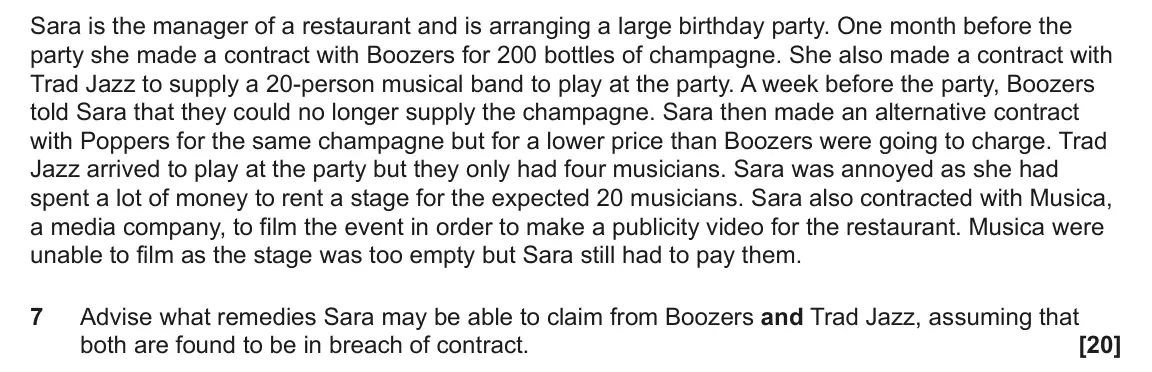 Sara is the manager of a restaurant and is arranging a large birthday party. One month before the
party she made a contract with Boozers for 200 bottles of champagne. She also made a contract with
Trad Jazz to supply a 20-person musical band to play at the party. A week before the party, Boozers
told Sara that they could no longer supply the champagne. Sara then made an alternative contract
with Poppers for the same champagne but for a lower price than Boozers were going to charge. Trad
Jazz arrived to play at the party but they only had four musicians. Sara was annoyed as she had
spent a lot of money to rent a stage for the expected 20 musicians. Sara also contracted with Musica,
a media company, to film the event in order to make a publicity video for the restaurant. Musica were
unable to film as the stage was too empty but Sara still had to pay them.
7 Advise what remedies Sara may be able to claim from Boozers and Trad Jazz, assuming that
both are found to be in breach of contract. [20]